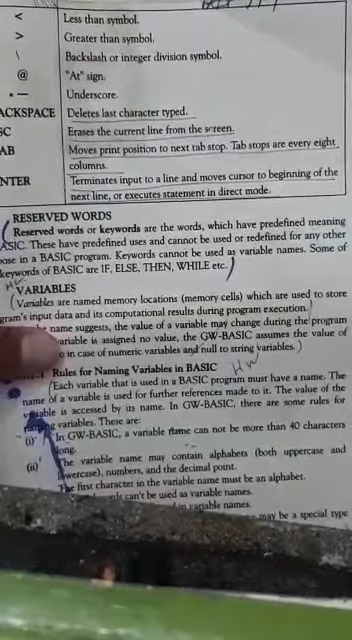 < Less than symbol.
> Greater than symbol.
\ Backslash or integer division symbol.
@ "At" sign.
Underscore.
ACKSPACE Deletes last character typed.
SC Erases the current line from the screen.
AB Moves print position to next tab stop. Tab stops are every eight
columns.
NTER Terminates input to a line and moves cursor to beginning of the
next line, or executes statement in direct mode.
RESERVED WORDS
(Reserved words or keywords are the words, which have predefined meaning
ASIC. These have predefined uses and cannot be used or redefined for any other
ose in a BASIC program. Keywords cannot be used as variable names. Some of
keywords of BASIC are IF, ELSE, THEN, WHILE etc.)
Hw
VARIABLES
(Variables are named memory locations (memory cells) which are used to store
gram's input data and its computational results during program execution.
name suggests, the value of a variable may change during the program
variable is assigned no value, the GW-BASIC assumes the value of
o in case of numeric variables and null to string variables.)
Hw
Rules for Naming Variables in BASIC
(Each variable that is used in a BASIC program must have a name. The
name of a variable is used for further references made to it. The value of the
variable is accessed by its name. In GW-BASIC, there are some rules for
naming variables. These are:
(i) In GW-BASIC, a variable name can not be more than 40 characters
long.
(ii) The variable name may contain alphabets (both uppercase and
lowercase), numbers, and the decimal point.
The first character in the variable name must be an alphabet.
can't be used as variable names.
in variable names.
may be a special type